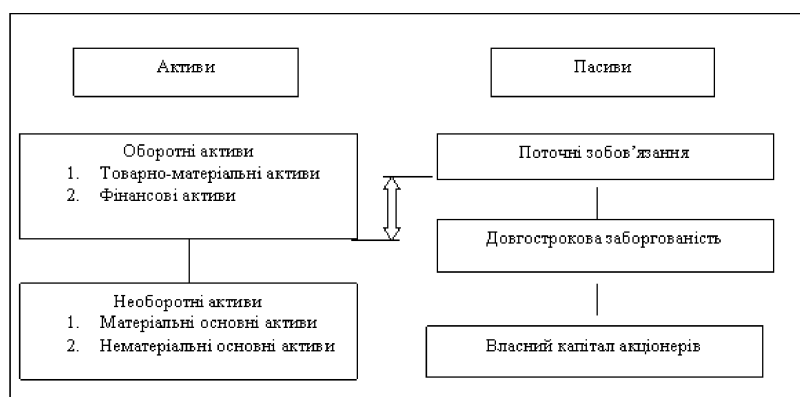 Активи
Пасиви
Оборотні активи
1. Товарно-матеріальні активи
2. Фінансові активи
Поточні зобов’язання
Довгострокова заборгованість
Необоротні активи
1. Матеріальні основні активи
2. Нематеріальні основні активи
Власний капітал акціонерів